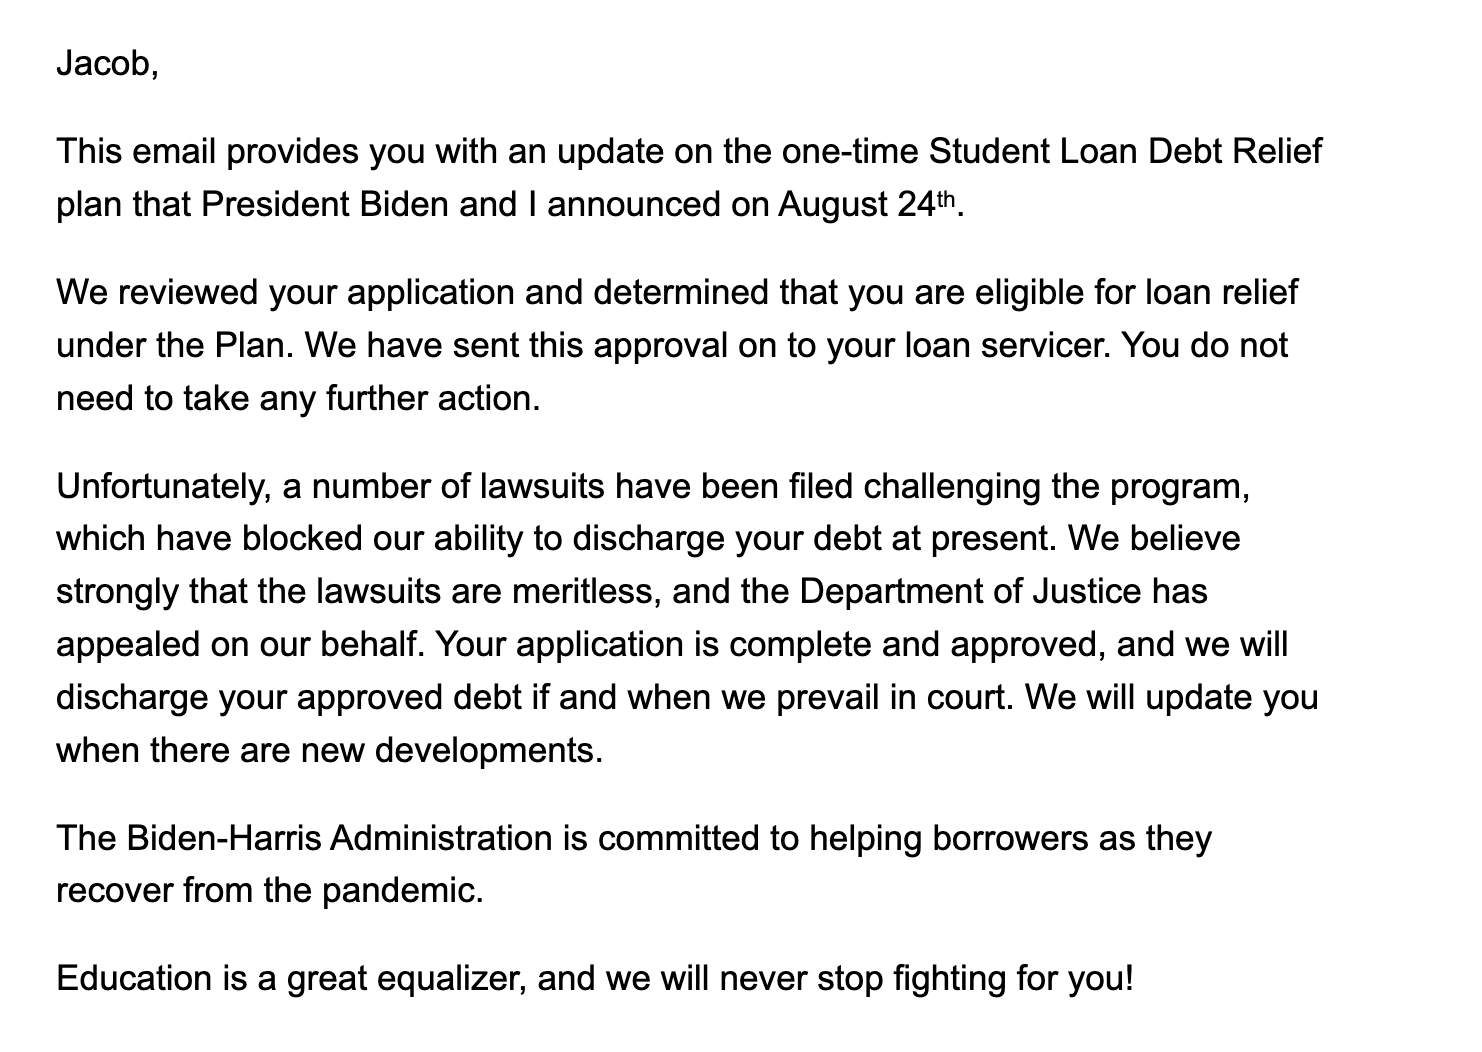 Jacob,
This email provides you with an update on the one-time Student Loan Debt Relief
plan that President Biden and I announced on August 24th.
We reviewed your application and determined that you are eligible for loan relief
under the Plan. We have sent this approval on to your loan servicer. You do not
need to take any further action.
Unfortunately, a number of lawsuits have been filed challenging the program,
which have blocked our ability to discharge your debt at present. We believe
strongly that the lawsuits are meritless, and the Department of Justice has
appealed on our behalf. Your application is complete and approved, and we will
discharge your approved debt if and when we prevail in court. We will update you
when there are new developments.
The Biden-Harris Administration is committed to helping borrowers as they
recover from the pandemic.
Education is a great equalizer, and we will never stop fighting for you!